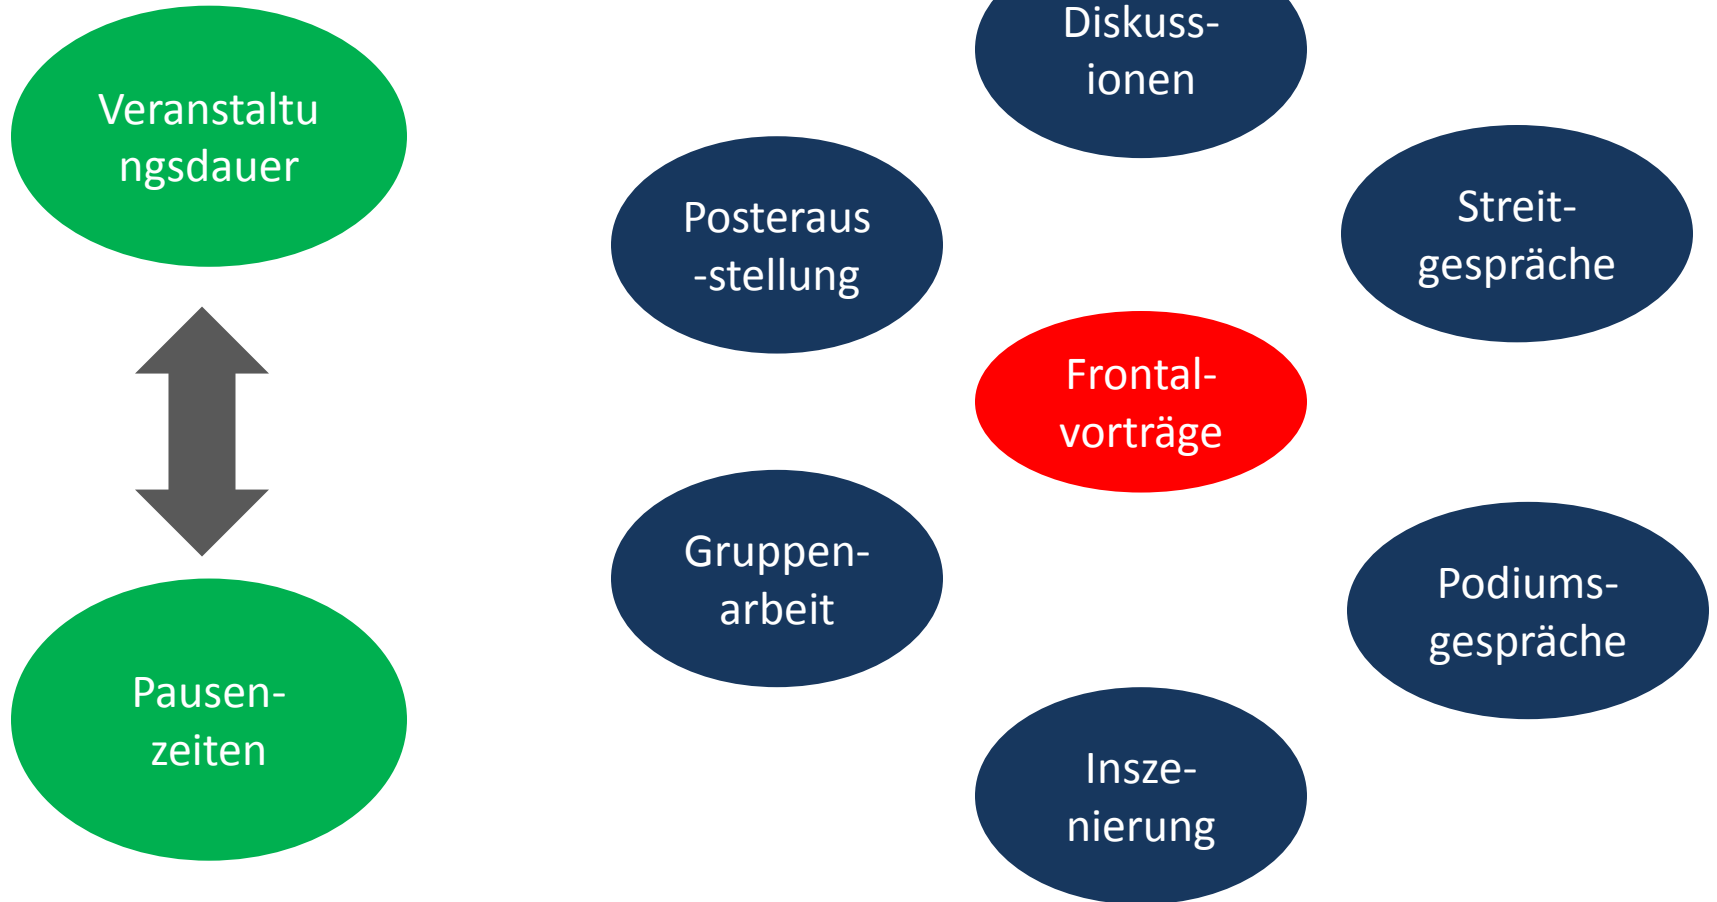 Veranstaltu
ngsdauer
Pausen-
zeiten
Diskuss-
ionen
Posteraus
-stellung
Streit-
gespräche
Frontal-
vorträge
Gruppen-
arbeit
Podiums-
gespräche
Insze-
nierung